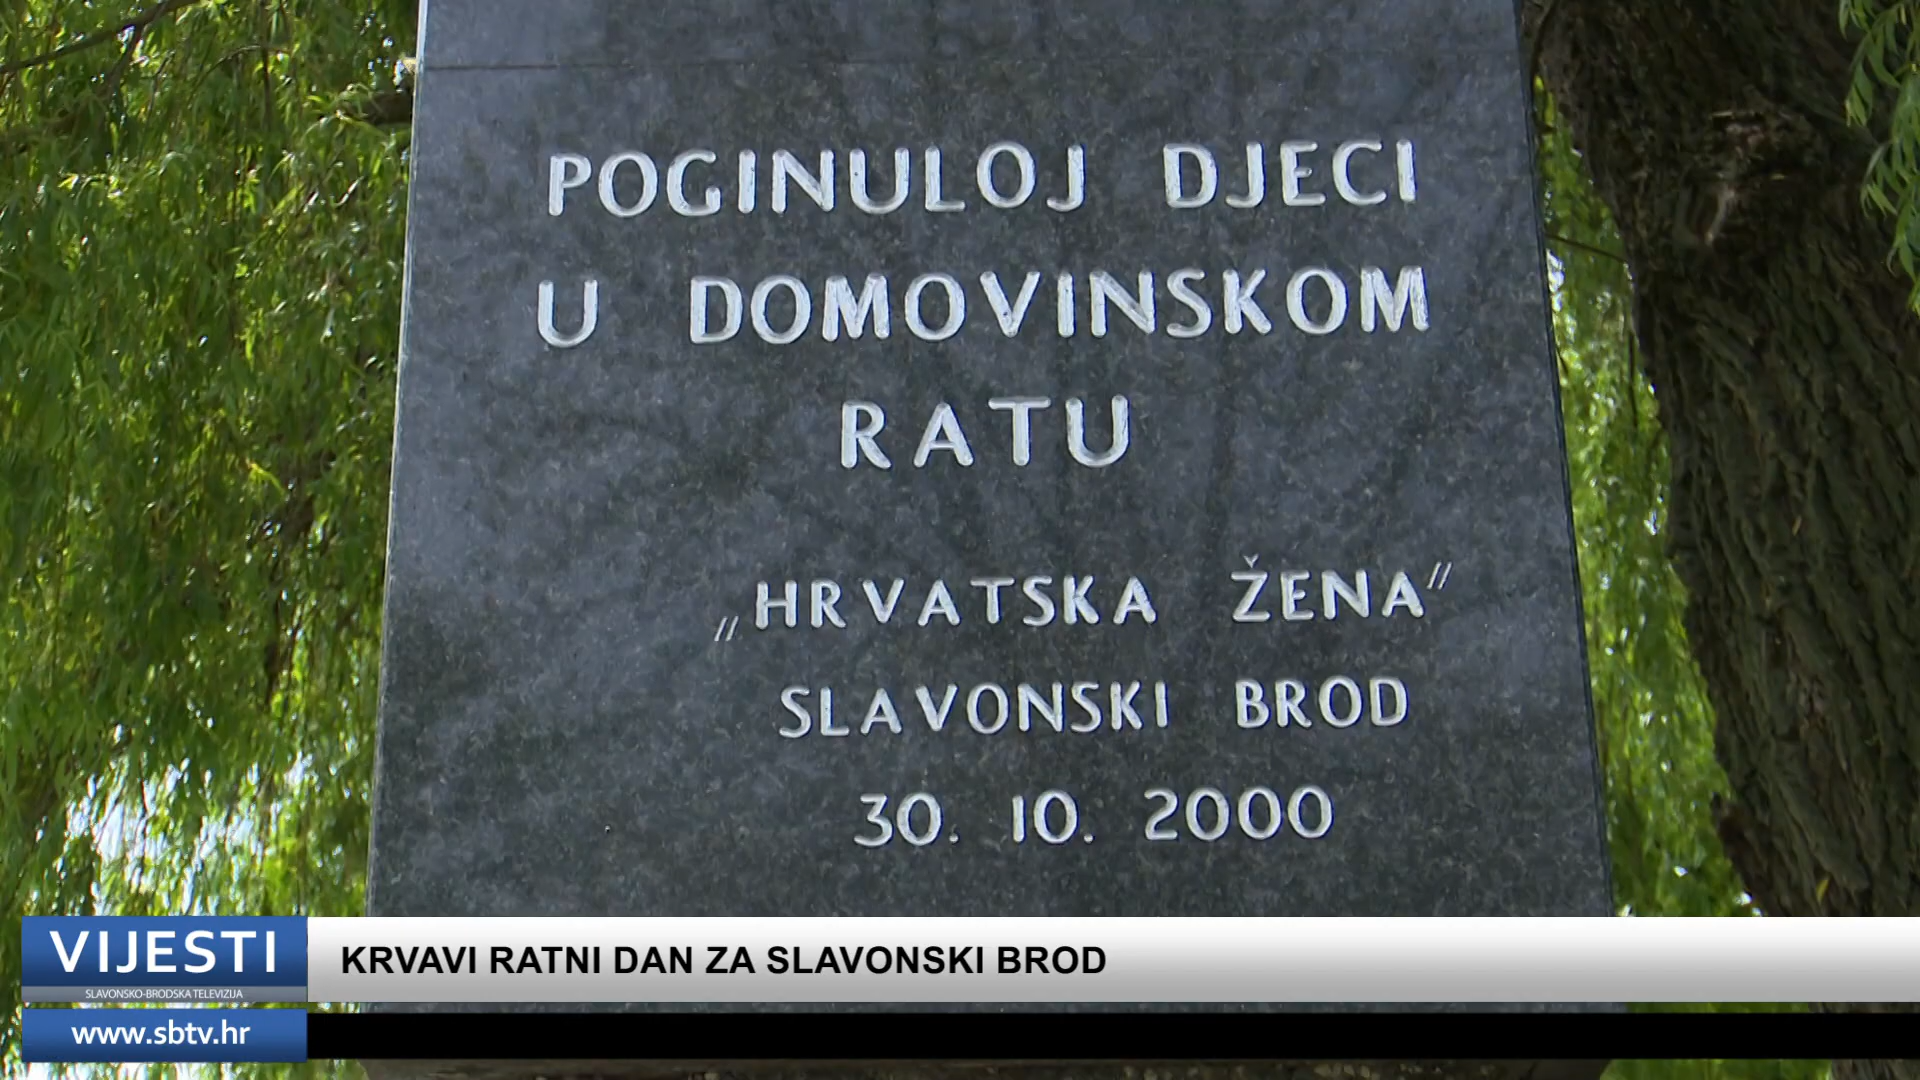 POGINULOJ DJECI
U DOMOVINSKOM
RATU
„HRVATSKA ŽENA"
SLAVONSKI BROD
30. 10. 2000
VIJESTI
SLAVONSKO-BRODSKA TELEVIZIJA
KRVAVI RATNI DAN ZA SLAVONSKI BROD
www.sbtv.hr